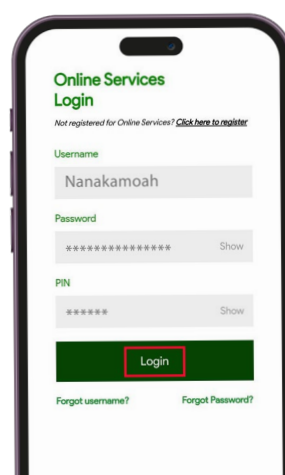 Online Services
Login
Not registered for Online Services? Click here to register
Username
Nanakamoah
Password
*************** Show
PIN
****** Show
Login
Forgot username? Forgot Password?